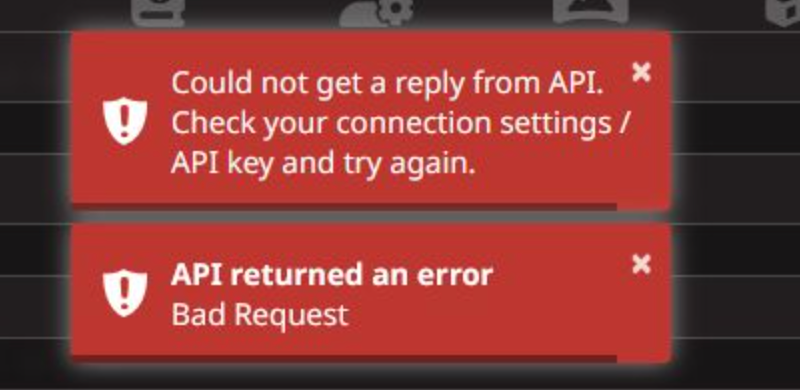 Could not get a reply from API.
Check your connection settings /
API key and try again.
API returned an error
Bad Request